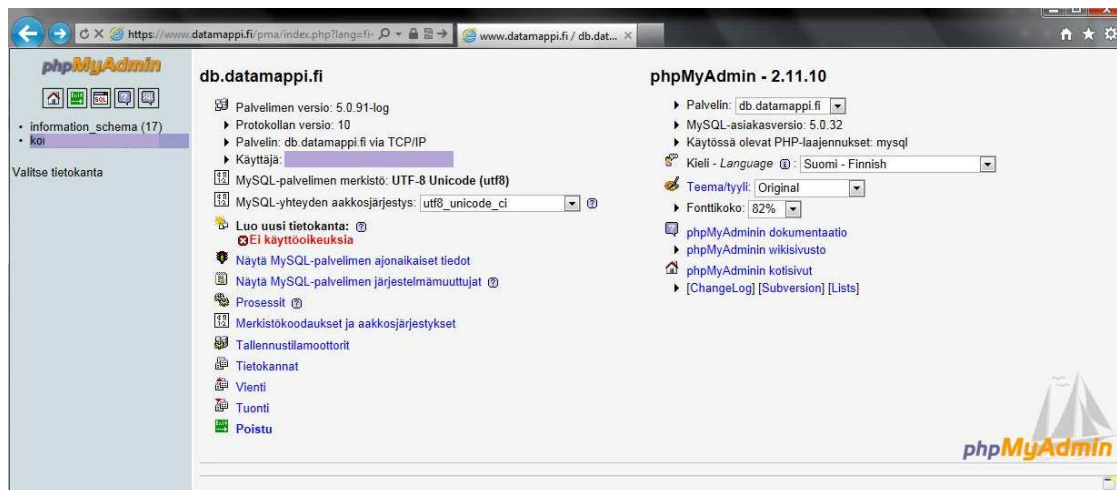 https://www.datamappi.fi/pma/index.php?lang=fi-
www.datamappi.fi / db.dat...
phpMyAdmin
SQL
information_schema (17)
koi
Valitse tietokanta
db.datamappi.fi
Palvelimen versio: 5.0.91-log
Protokollan versio: 10
Palvelin: db.datamappi.fi via TCP/IP
Käyttäjä:
MySQL-palvelimen merkistö: UTF-8 Unicode (utf8)
MySQL-yhteyden aakkosjärjestys: utf8_unicode_ci
Luo uusi tietokanta:
Ei käyttöoikeuksia
Näytä MySQL-palvelimen ajonaikaiset tiedot
Näytä MySQL-palvelimen järjestelmämuuttujat
Prosessit
Merkistökoodaukset ja aakkosjärjestykset
Tallennustilamoottorit
Tietokannat
Vienti
Tuonti
Poistu
phpMyAdmin - 2.11.10
Palvelin: db.datamappi.fi
MySQL-asiakasversio: 5.0.32
Käytössä olevat PHP-laajennukset: mysql
Kieli - Language : Suomi - Finnish
Teema/tyyli: Original
Fonttikoko: 82%
phpMyAdminin dokumentaatio
phpMyAdminin wikisivusto
phpMyAdminin kotisivut
[ChangeLog] [Subversion] [Lists]
phpMyAdmin